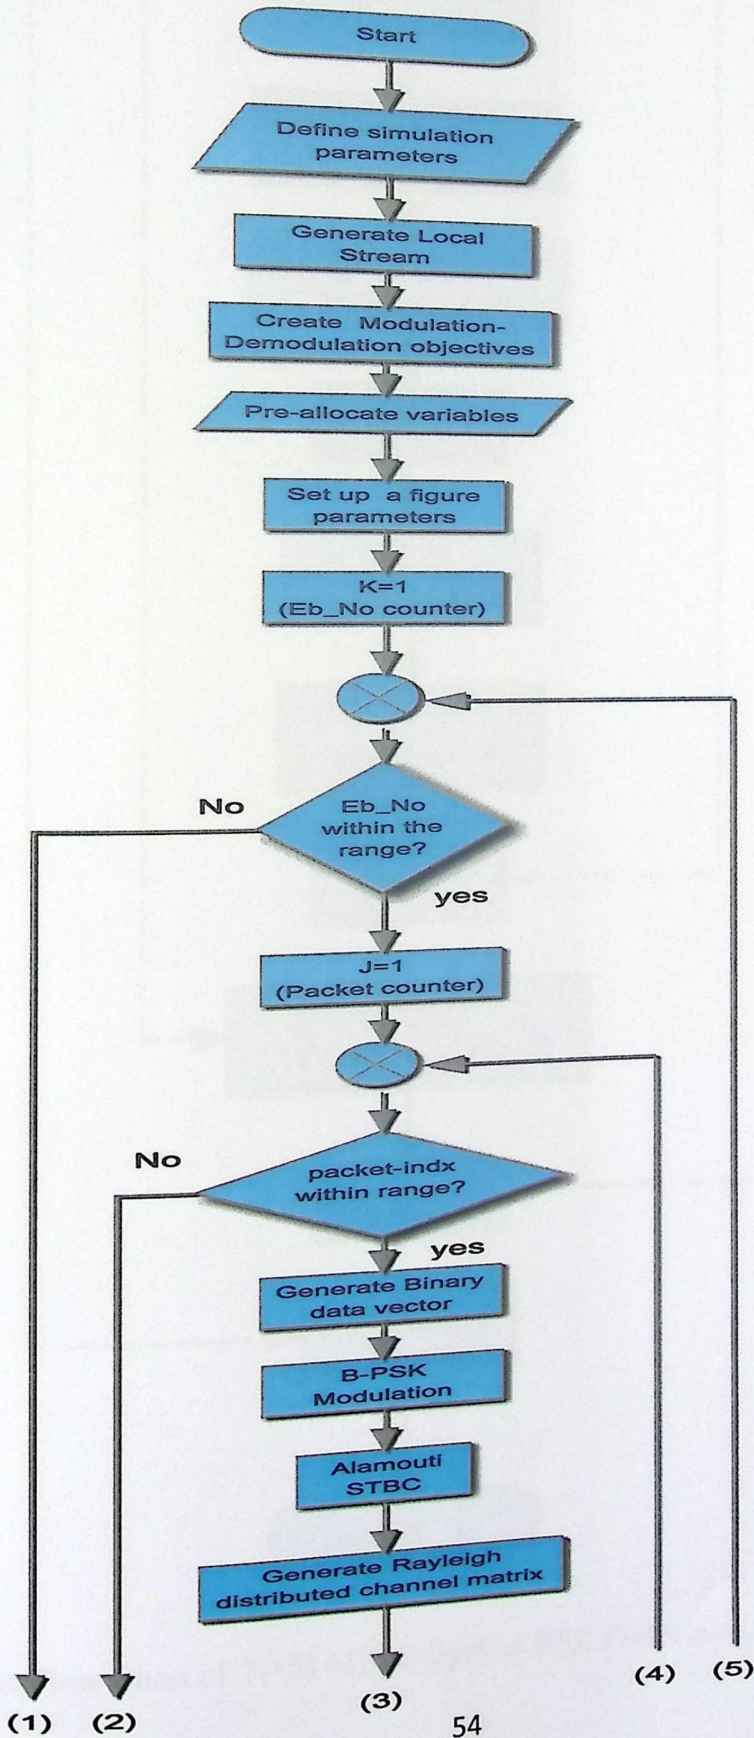 Start
Define simulation
parameters
Generate Local
Stream
Create Modulation-
Demodulation objectives
Pre-allocate variables
Set up a figure
parameters
K=1
(Eb_No counter)
No
Eb_No
within the
range?
yes
J=1
(Packet counter)
No
packet-indx
within range?
yes
Generate Binary
data vector
B-PSK
Modulation
Alamouti
STBC
Generate Rayleigh
distributed channel matrix
(1)
(2)
(3)
(4)
(5)
54